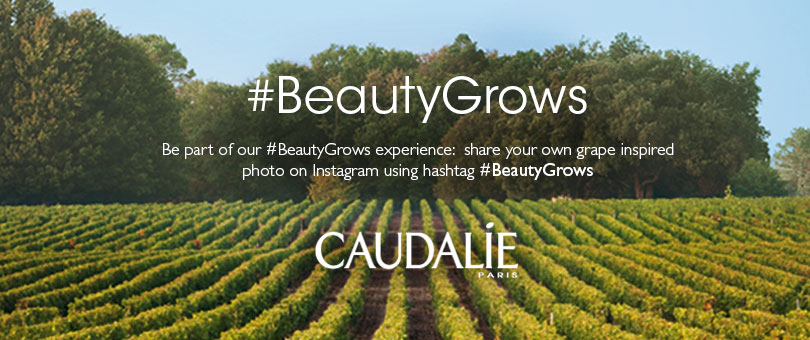 #BeautyGrows
Be part of our #BeautyGrows experience:  share your own grape inspired
photo on Instagram using hashtag #BeautyGrows
CAUDALÍE
PARIS